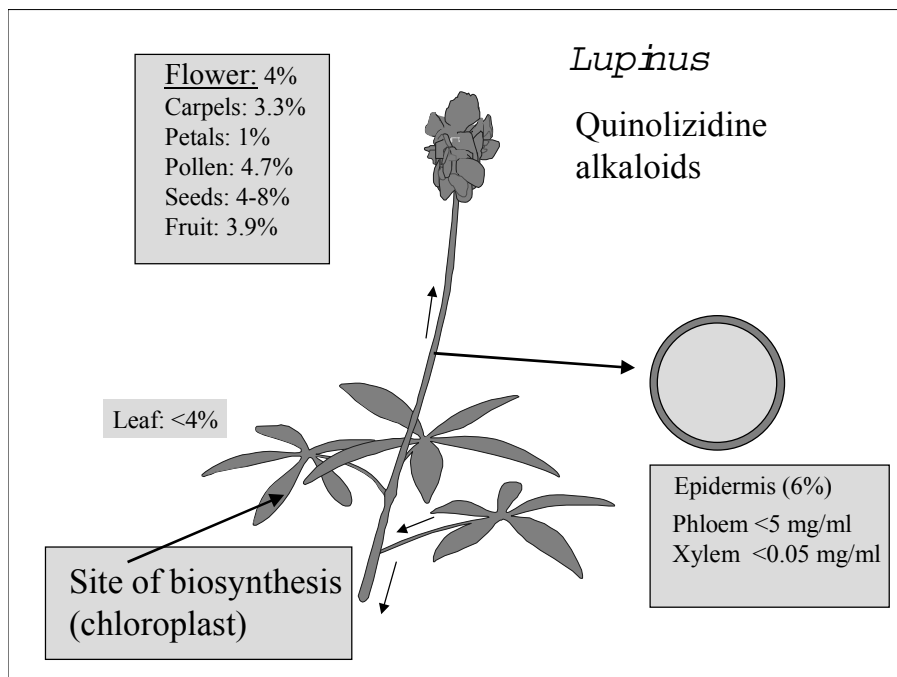 Lupinus
Quinolizidine
alkaloids
Flower: 4%
Carpels: 3.3%
Petals: 1%
Pollen: 4.7%
Seeds: 4-8%
Fruit: 3.9%
Leaf: <4%
Epidermis (6%)
Phloem <5 mg/ml
Xylem <0.05 mg/ml
Site of biosynthesis
(chloroplast)